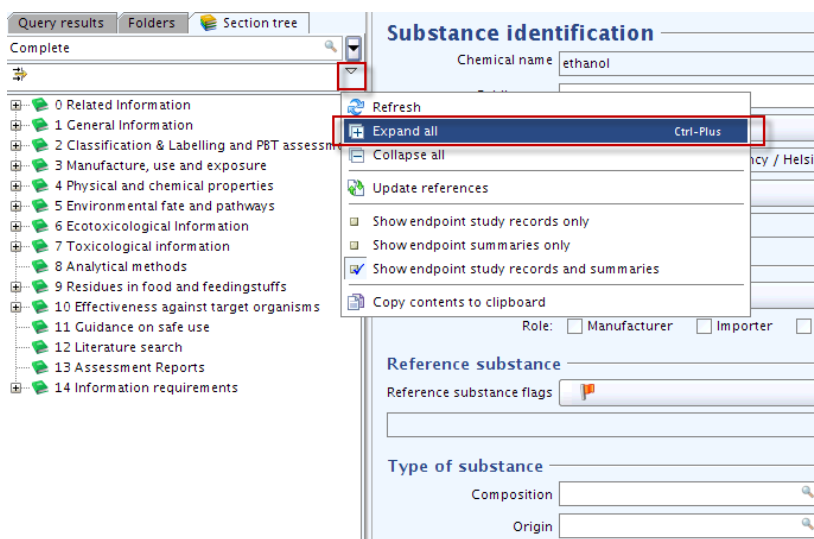 Query results Folders Section tree
Complete
0 Related Information
1 General Information
2 Classification & Labelling and PBT assessm
3 Manufacture, use and exposure
4 Physical and chemical properties
5 Environmental fate and pathways
6 Ecotoxicological Information
7 Toxicological information
8 Analytical methods
9 Residues in food and feedingstuffs
10 Effectiveness against target organisms
11 Guidance on safe use
12 Literature search
13 Assessment Reports
14 Information requirements
Refresh
Expand all Ctrl-Plus
Collapse all
Update references
Show endpoint study records only
Show endpoint summaries only
Show endpoint study records and summaries
Copy contents to clipboard
Substance identification
Chemical name ethanol
ncy / Helsi
Role: Manufacturer Importer
Reference substance
Reference substance flags
Type of substance
Composition
Origin